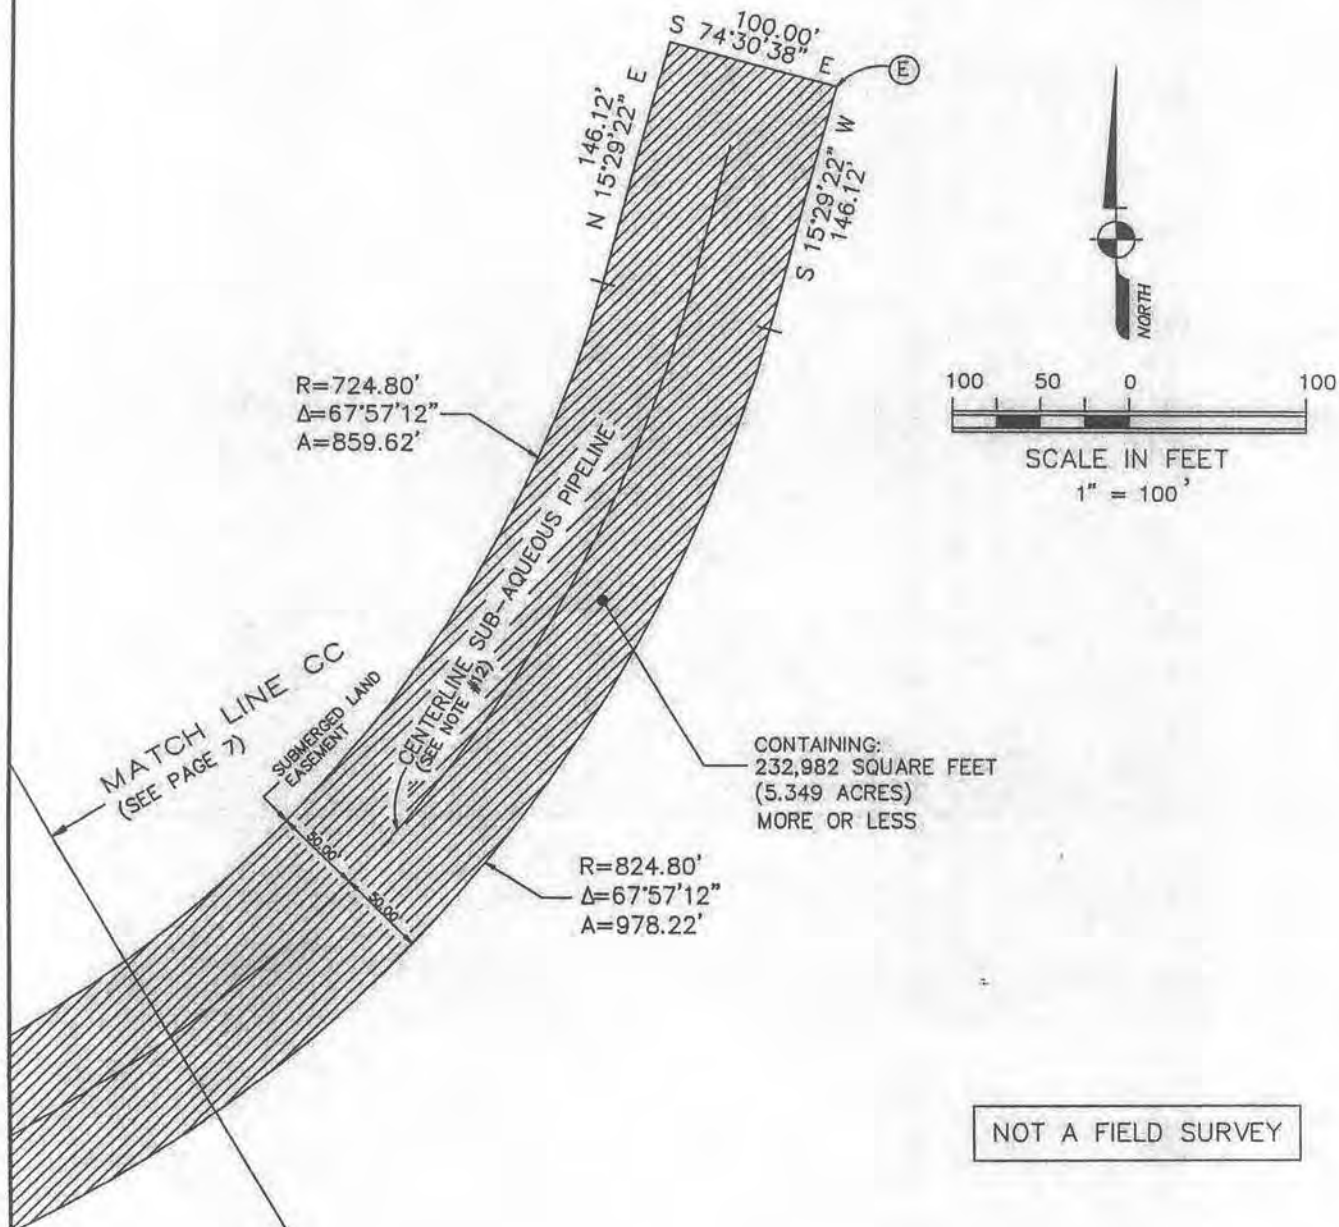 100.00'
S 74°30'38" E
E
146.12'
N 15°29'22" E
S 15°29'22" W
146.12'
NORTH
100 50 0 100
SCALE IN FEET
1" = 100'
R=724.80'
Δ=67°57'12"
A=859.62'
CENTERLINE SUB-AQUEOUS PIPELINE
(SEE NOTE #12)
MATCH LINE CC
(SEE PAGE 7)
SUBMERGED LAND
EASEMENT
50.00'
50.00'
CONTAINING:
232,982 SQUARE FEET
(5.349 ACRES)
MORE OR LESS
R=824.80'
Δ=67°57'12"
A=978.22'
NOT A FIELD SURVEY